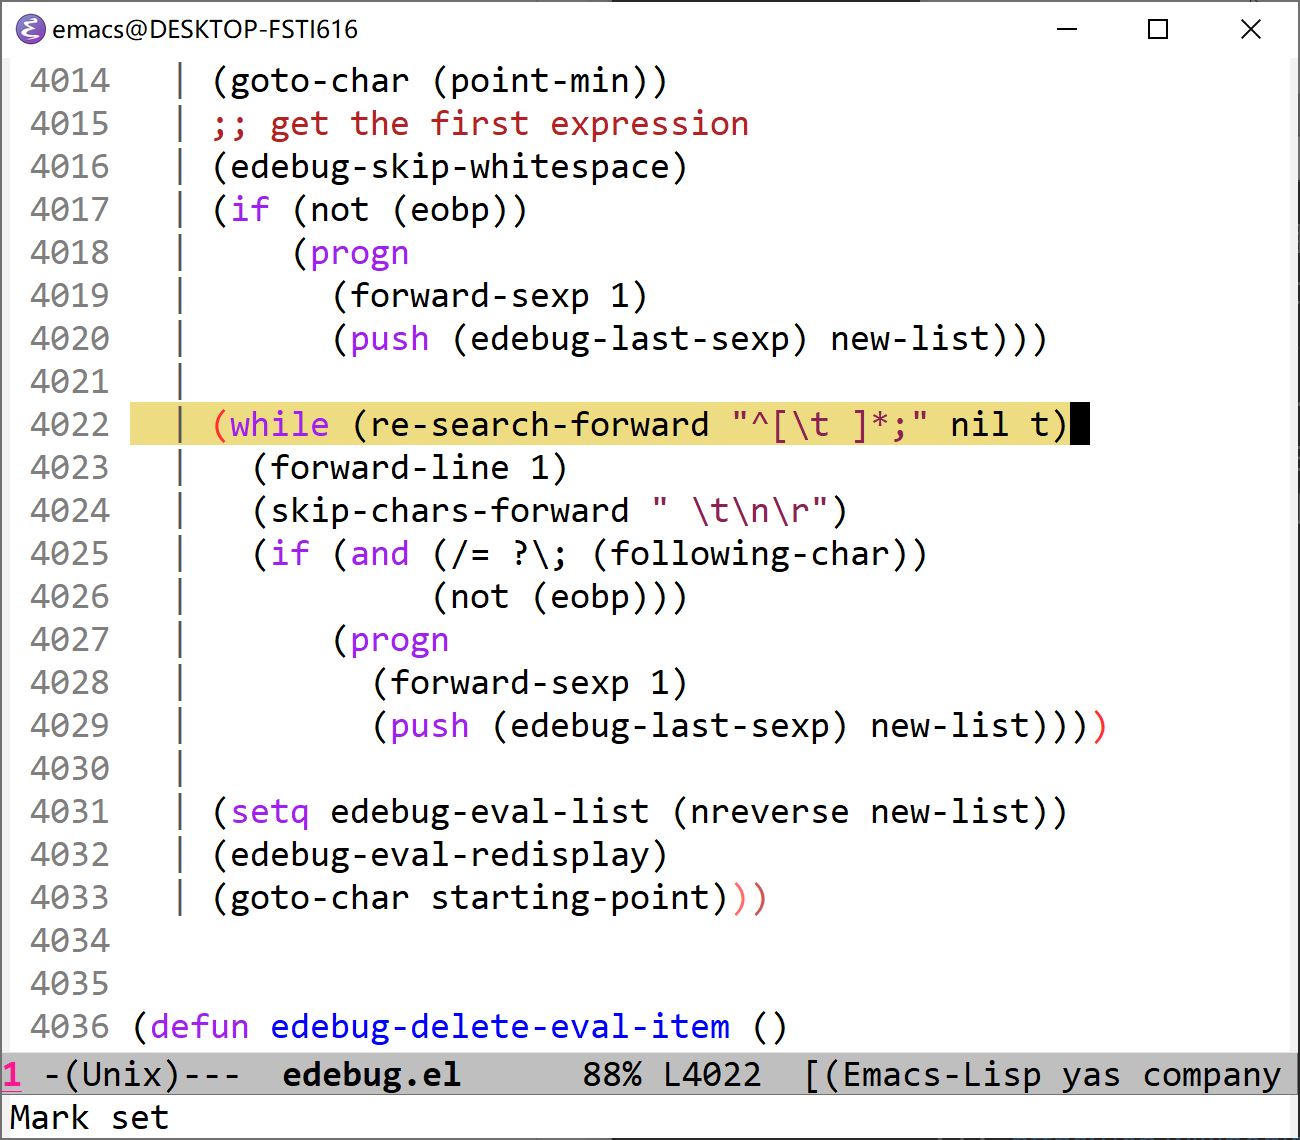 emacs@DESKTOP-FSTI616
4014 | (goto-char (point-min))
4015 | ;; get the first expression
4016 | (edebug-skip-whitespace)
4017 | (if (not (eobp))
4018 |     (progn
4019 |       (forward-sexp 1)
4020 |       (push (edebug-last-sexp) new-list)))
4021 |
4022 | (while (re-search-forward "^[\t ]*;" nil t)
4023 |   (forward-line 1)
4024 |   (skip-chars-forward " \t\n\r")
4025 |   (if (and (/= ?\; (following-char))
4026 |            (not (eobp)))
4027 |       (progn
4028 |         (forward-sexp 1)
4029 |         (push (edebug-last-sexp) new-list))))
4030 |
4031 | (setq edebug-eval-list (nreverse new-list))
4032 | (edebug-eval-redisplay)
4033 | (goto-char starting-point)))
4034
4035
4036 (defun edebug-delete-eval-item ()
1 -(Unix)---  edebug.el      88% L4022  [(Emacs-Lisp yas company
Mark set